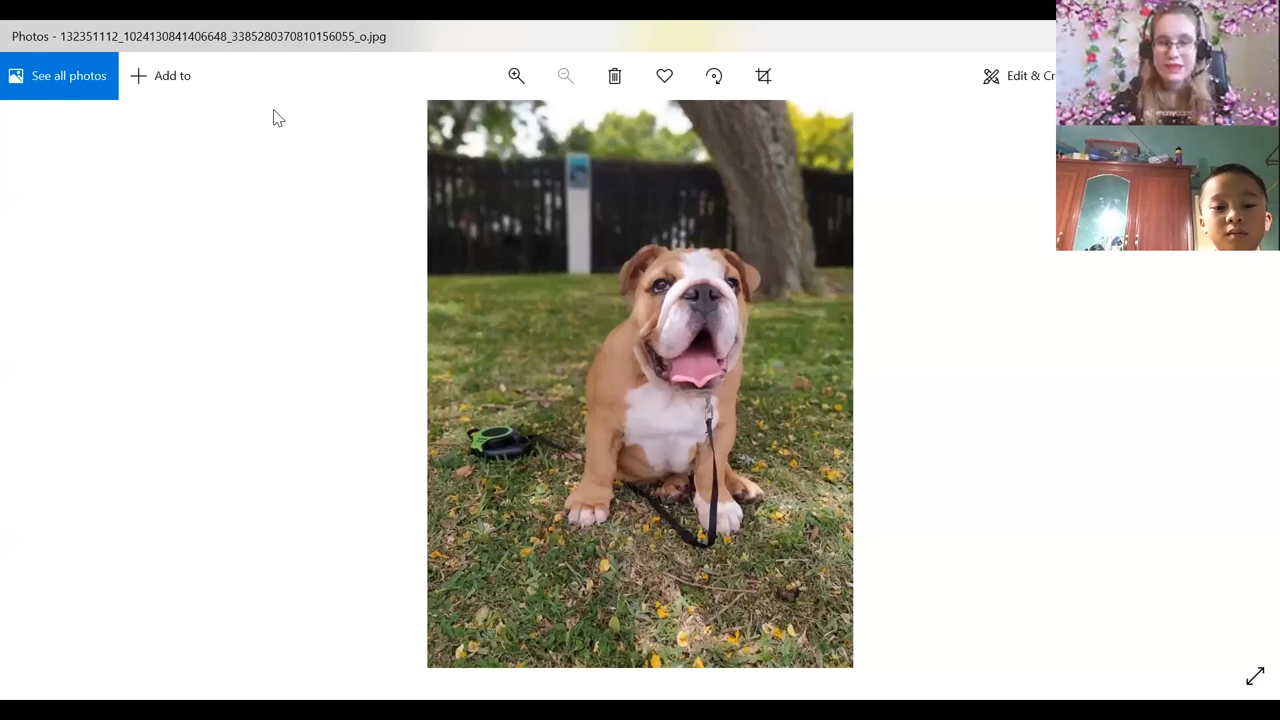 Photos - 132351112_1024130841406648_3385280370810156055_o.jpg
See all photos
Add to
Edit & Cr